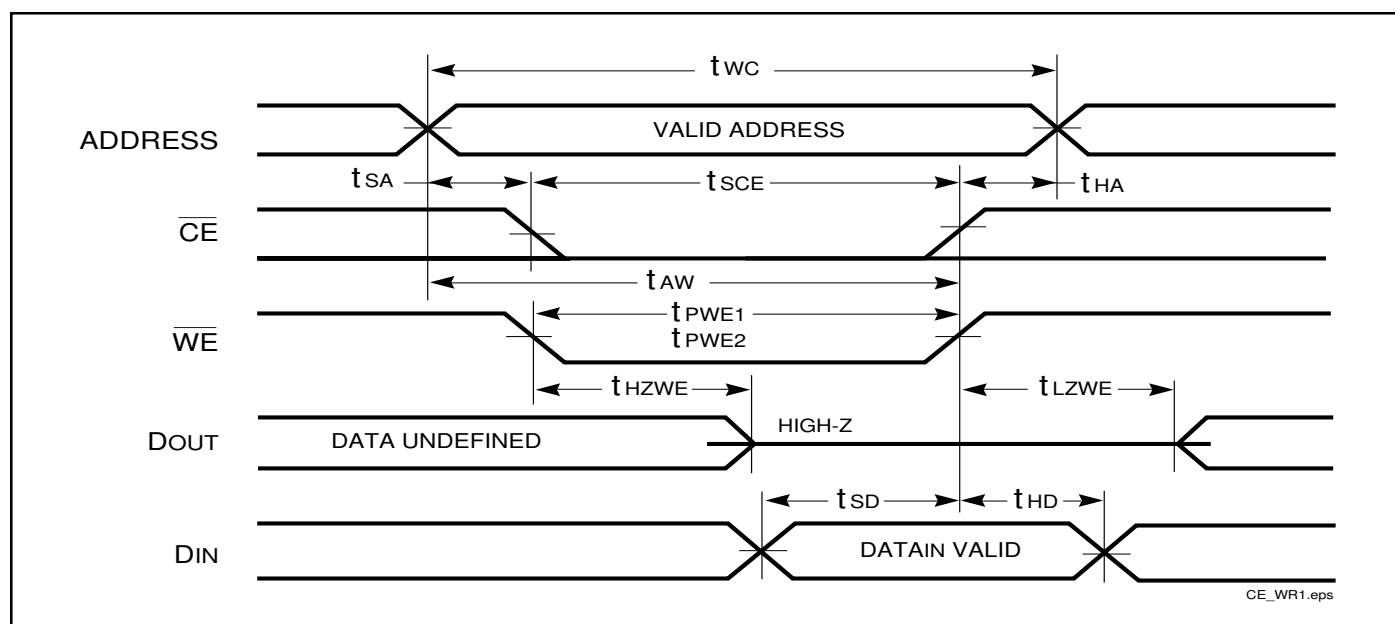 tWC
ADDRESS
VALID ADDRESS
tSA
tSCE
tHA
CE
tAW
tPWE1
WE
tPWE2
tHZWE
tLZWE
DOUT
DATA UNDEFINED
HIGH-Z
tSD
tHD
DIN
DATAIN VALID
CE_WR1.eps